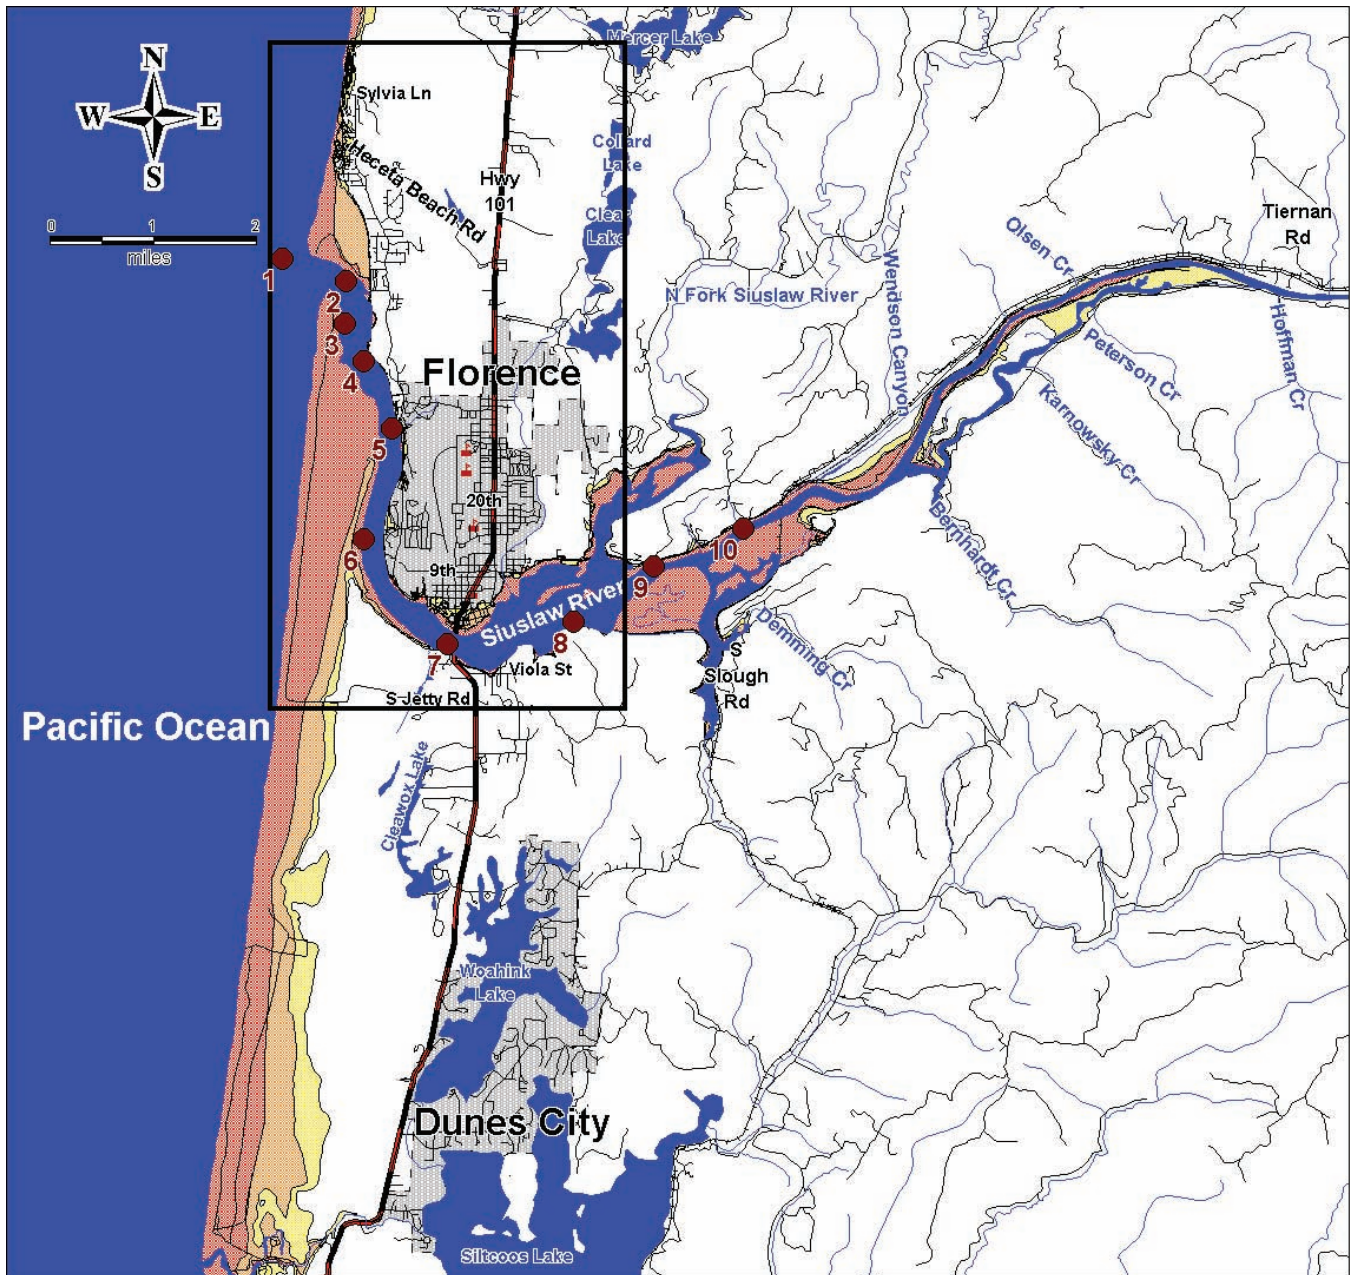 Mercer Lake
N
W E
S
Sylvia Ln
Heceta Beach Rd
Hwy
101
Collard
Lake
Clear
Lake
Tiernan
Rd
Olsen Cr
0 1 2
miles
1
2
3
4
5
6
7
8
9
10
N Fork Siuslaw River
Wendson Canyon
Hoffman Cr
Peterson Cr
Karnowsky Cr
Florence
20th
9th
Bernhardt Cr
Siuslaw River
Demming Cr
Viola St
S
Slough
Rd
S Jetty Rd
Pacific Ocean
Cleawox Lake
Woahink
Lake
Dunes City
Siltcoos Lake